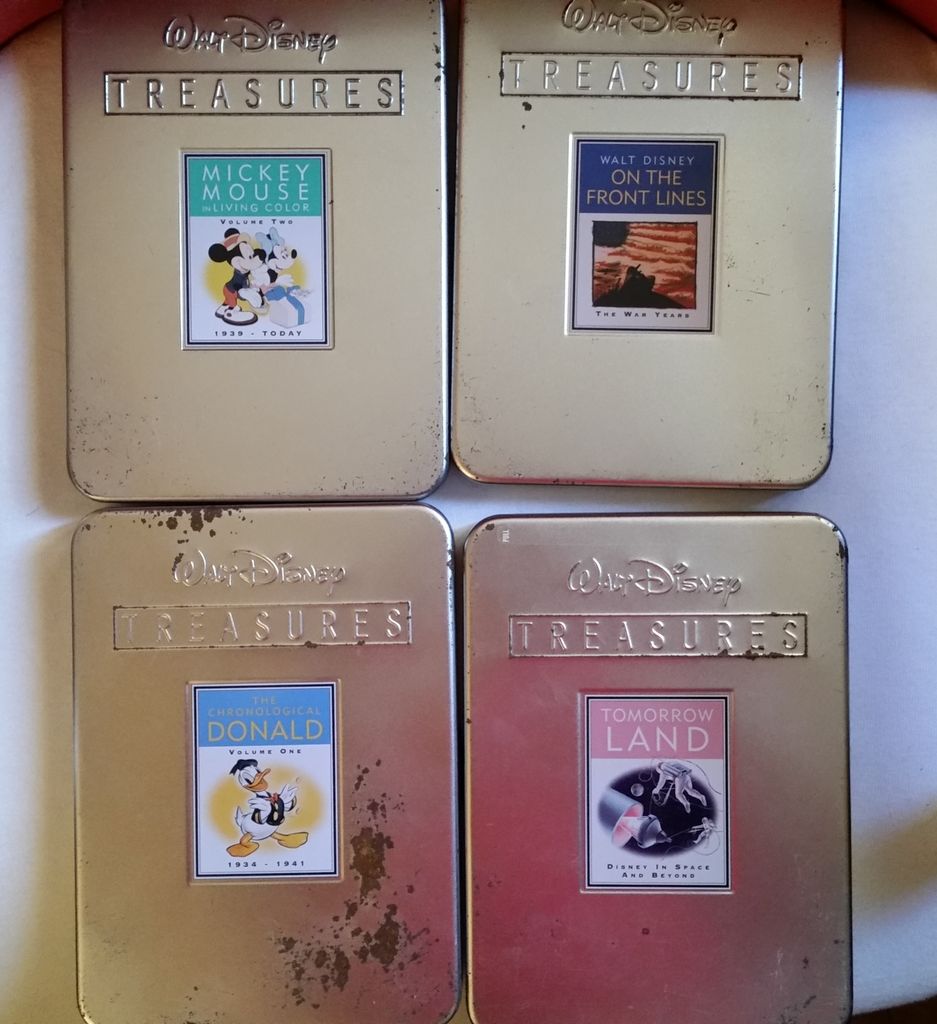 Walt Disney
TREASURES
MICKEY
MOUSE
IN LIVING COLOR
Volume Two
1939 - TODAY
Walt Disney
TREASURES
WALT DISNEY
ON THE
FRONT LINES
The War Years
Walt Disney
TREASURES
THE
CHRONOLOGICAL
DONALD
Volume One
1934 - 1941
PULL
Walt Disney
TREASURES
TOMORROW
LAND
Disney In Space
And Beyond